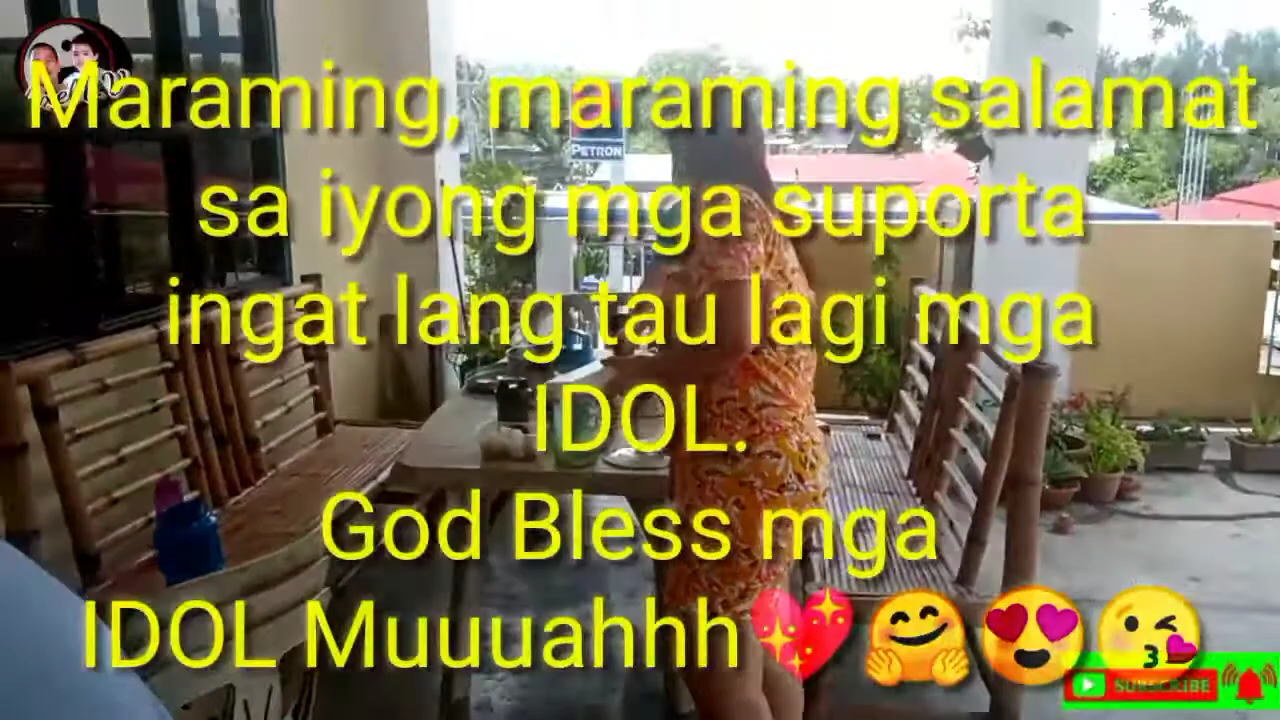 Maraming, maraming salamat
sa iyong mga suporta
ingat lang tau lagi mga
IDOL.
God Bless mga
IDOL Muuuahhh💖🤗😍😘
PETRON
SUBSCRIBE